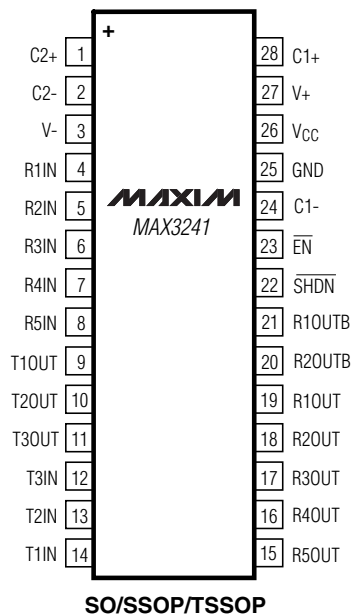 +
C2+ 1 28 C1+
C2- 2 27 V+
V- 3 26 VCC
R1IN 4 25 GND
R2IN 5 MAXIM 24 C1-
MAX3241
R3IN 6 23 EN
R4IN 7 22 SHDN
R5IN 8 21 R1OUTB
T1OUT 9 20 R2OUTB
T2OUT 10 19 R1OUT
T3OUT 11 18 R2OUT
T3IN 12 17 R3OUT
T2IN 13 16 R4OUT
T1IN 14 15 R5OUT
SO/SSOP/TSSOP